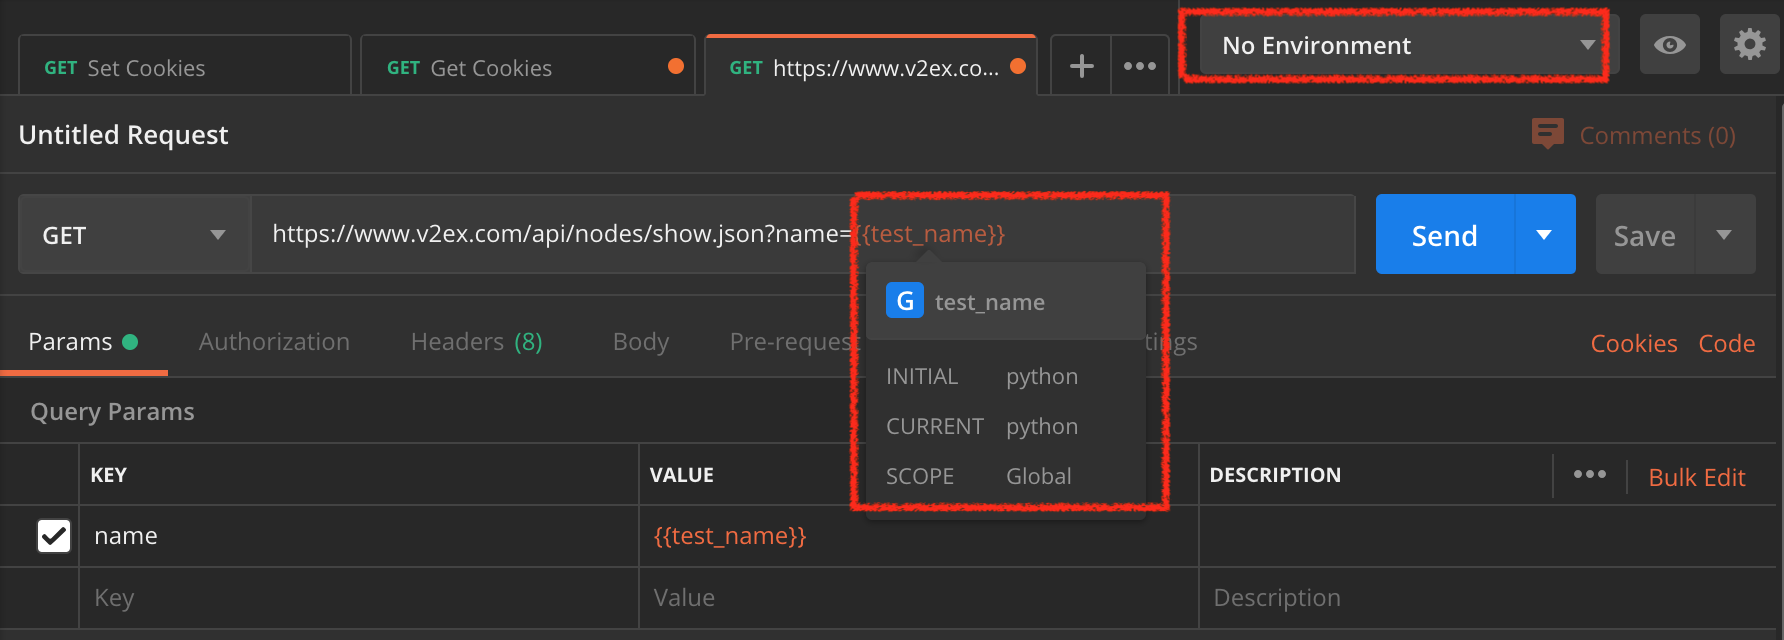 GET Set Cookies
GET Get Cookies
GET https://www.v2ex.co...
No Environment
Untitled Request
Comments (0)
GET
https://www.v2ex.com/api/nodes/show.json?name={{test_name}}
Send
Save
G test_name
Params
Authorization
Headers (8)
Body
Pre-request
tings
Cookies
Code
INITIAL python
CURRENT python
SCOPE Global
Query Params
KEY
VALUE
DESCRIPTION
Bulk Edit
name
{{test_name}}
Key
Value
Description